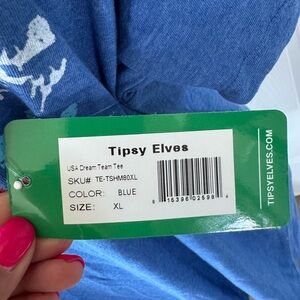 Tipsy Elves
USA Dream Team Tee
SKU# TE-TSHM80XL
COLOR: BLUE
SIZE: XL
TIPSYELVES.COM